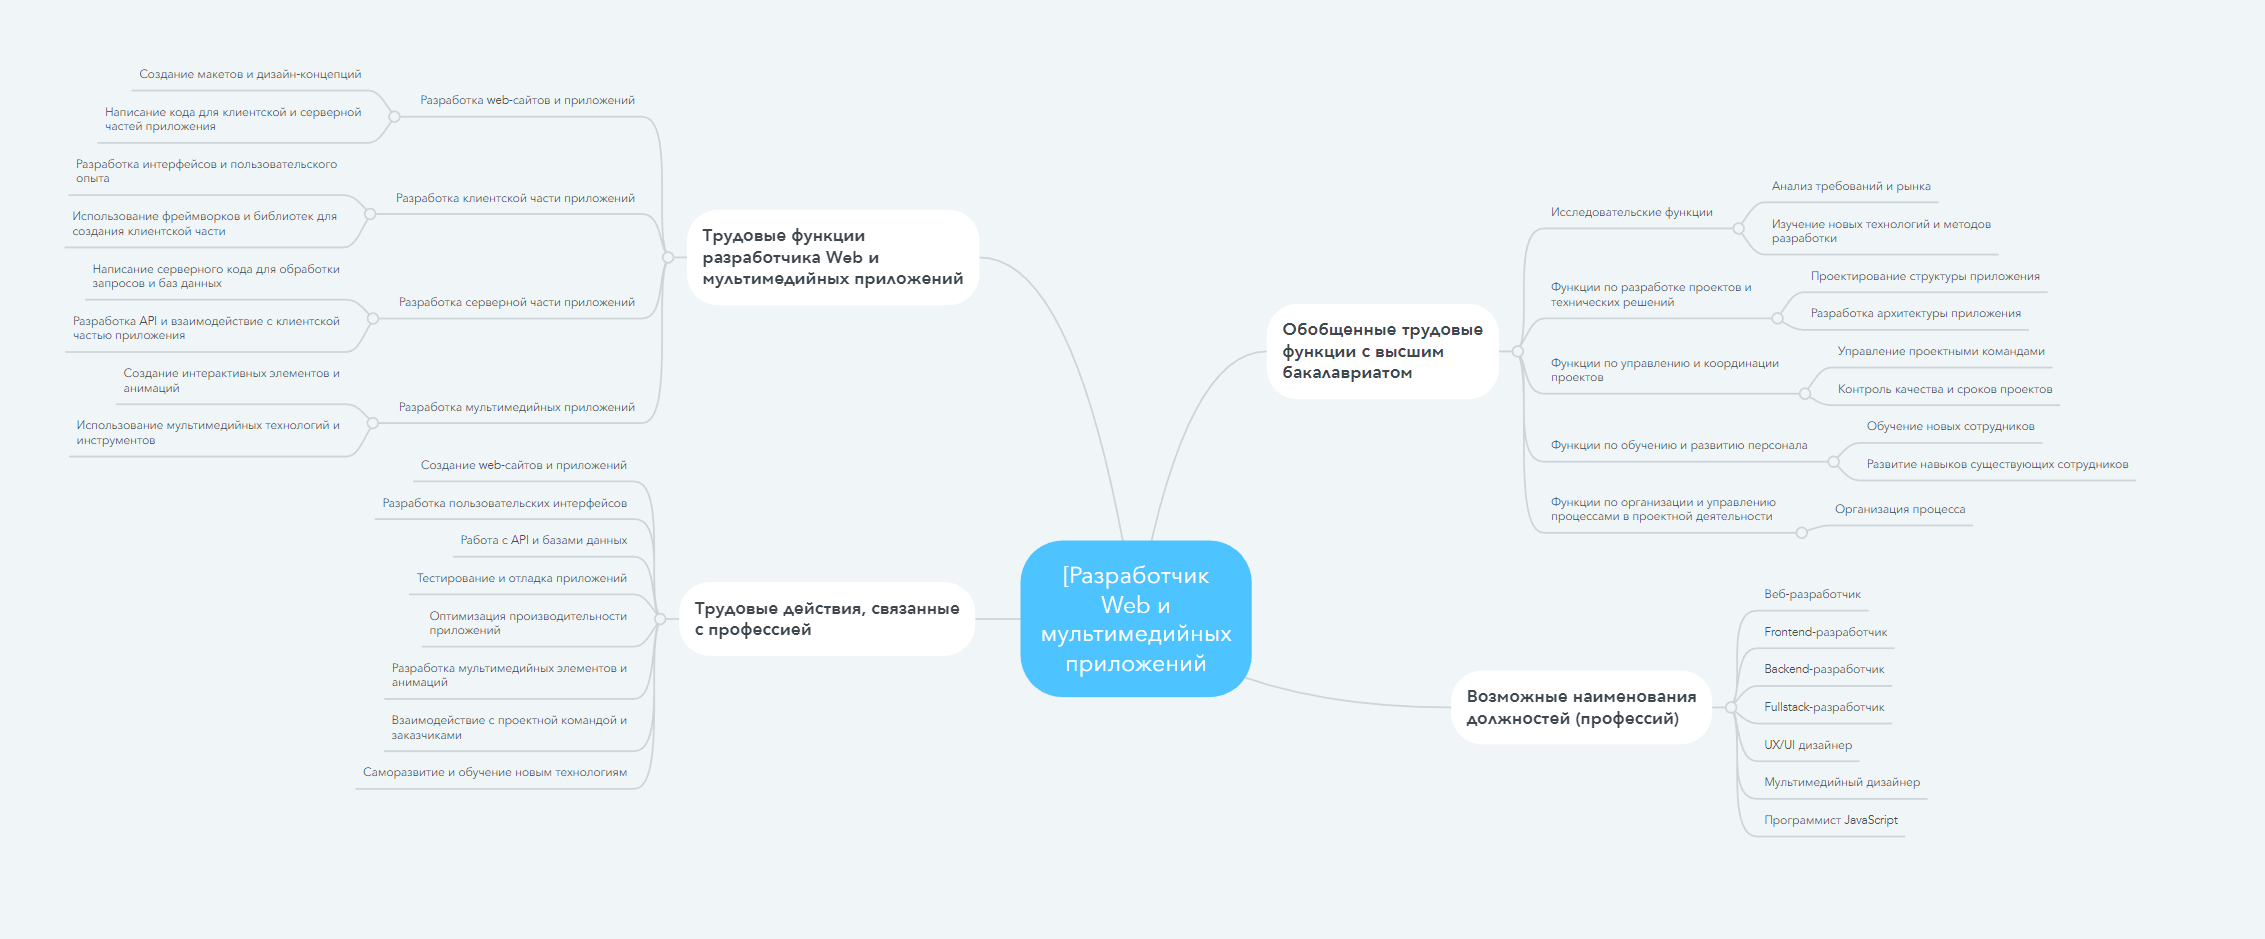 Создание макетов и дизайн-концепций
Написание кода для клиентской и серверной
частей приложения
Разработка web-сайтов и приложений
Разработка интерфейсов и пользовательского
опыта
Использование фреймворков и библиотек для
создания клиентской части
Разработка клиентской части приложений
Написание серверного кода для обработки
запросов и баз данных
Разработка API и взаимодействие с клиентской
частью приложения
Разработка серверной части приложений
Создание интерактивных элементов и
анимаций
Использование мультимедийных технологий и
инструментов
Разработка мультимедийных приложений
Трудовые функции
разработчика Web и
мультимедийных приложений
Создание web-сайтов и приложений
Разработка пользовательских интерфейсов
Работа с API и базами данных
Тестирование и отладка приложений
Оптимизация производительности
приложений
Разработка мультимедийных элементов и
анимаций
Взаимодействие с проектной командой и
заказчиками
Саморазвитие и обучение новым технологиям
Трудовые действия, связанные
с профессией
[Разработчик
Web и
мультимедийных
приложений
Обобщенные трудовые
функции с высшим
бакалавриатом
Исследовательские функции
Анализ требований и рынка
Изучение новых технологий и методов
разработки
Функции по разработке проектов и
технических решений
Проектирование структуры приложения
Разработка архитектуры приложения
Функции по управлению и координации
проектов
Управление проектными командами
Контроль качества и сроков проектов
Функции по обучению и развитию персонала
Обучение новых сотрудников
Развитие навыков существующих сотрудников
Функции по организации и управлению
процессами в проектной деятельности
Организация процесса
Возможные наименования
должностей (профессий)
Веб-разработчик
Frontend-разработчик
Backend-разработчик
Fullstack-разработчик
UX/UI дизайнер
Мультимедийный дизайнер
Программист JavaScript